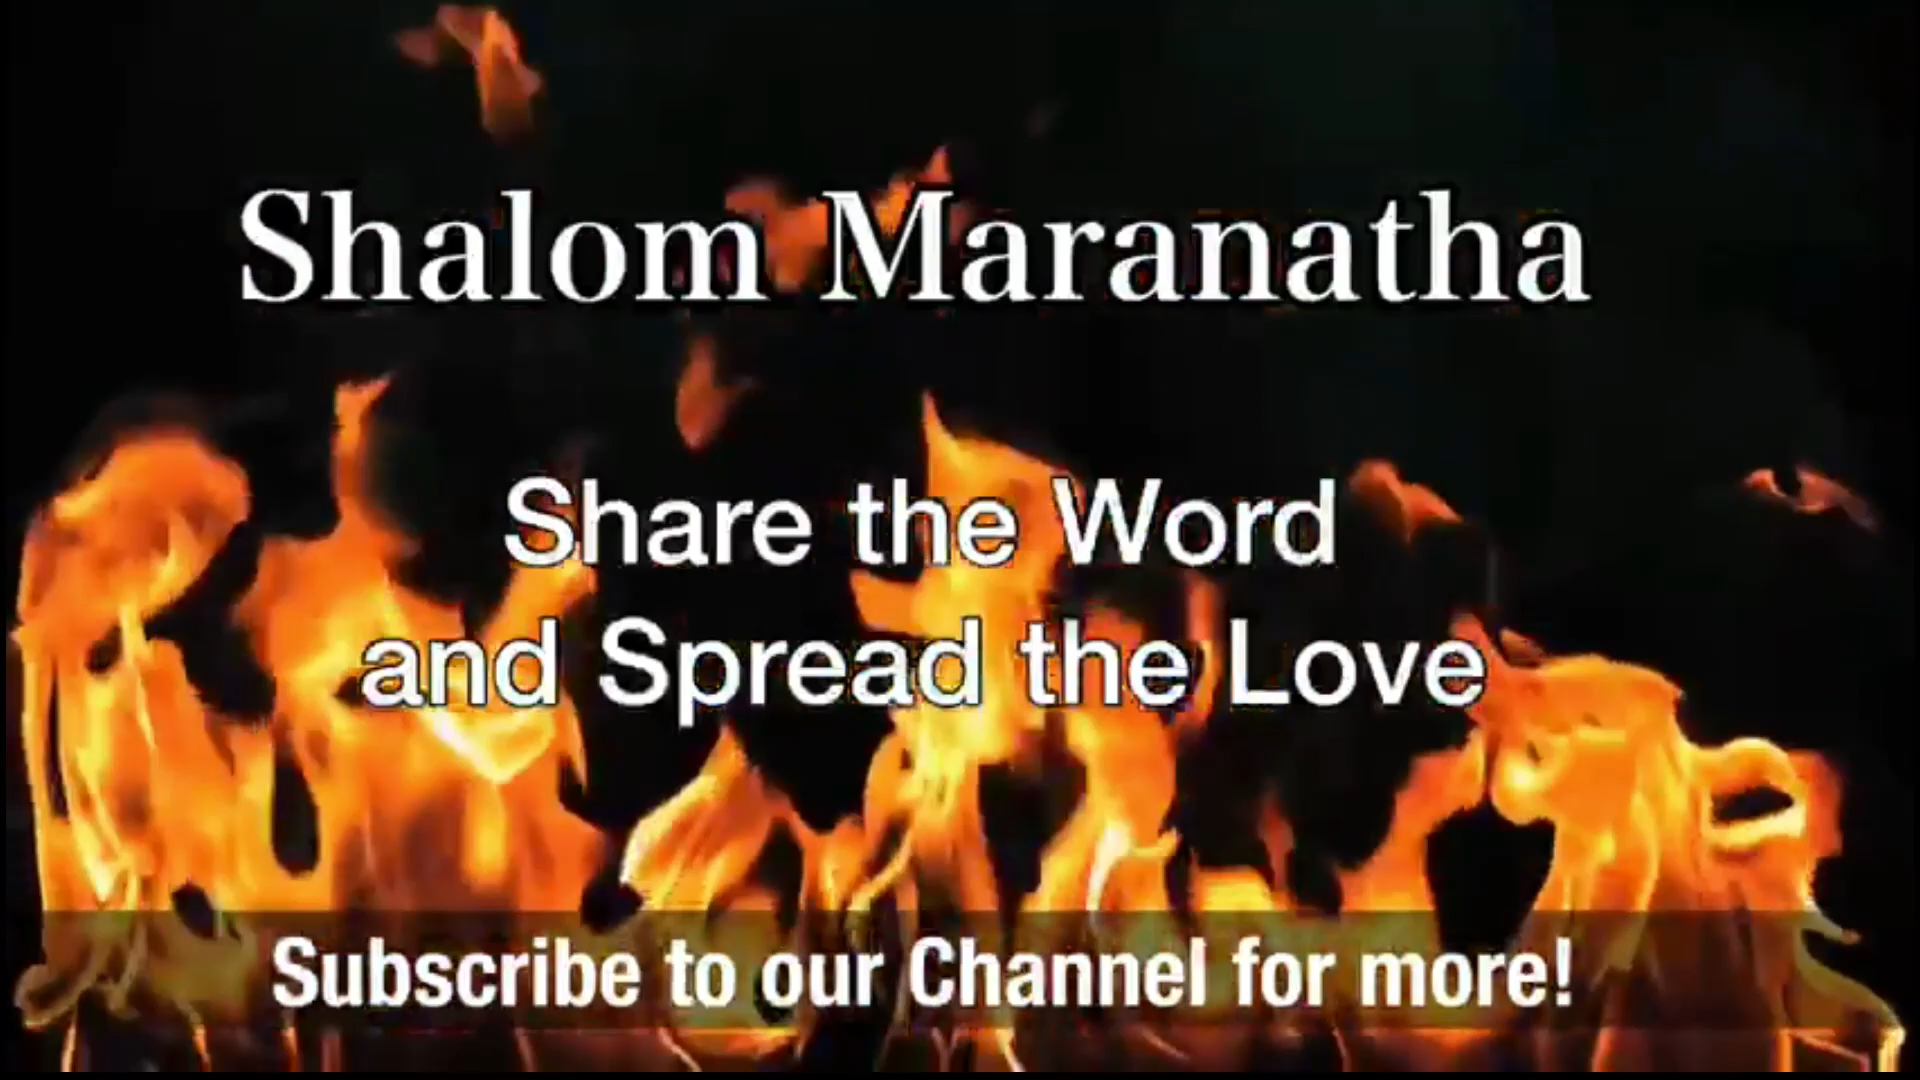 Shalom Maranatha
Share the Word
and Spread the Love
Subscribe to our Channel for more!